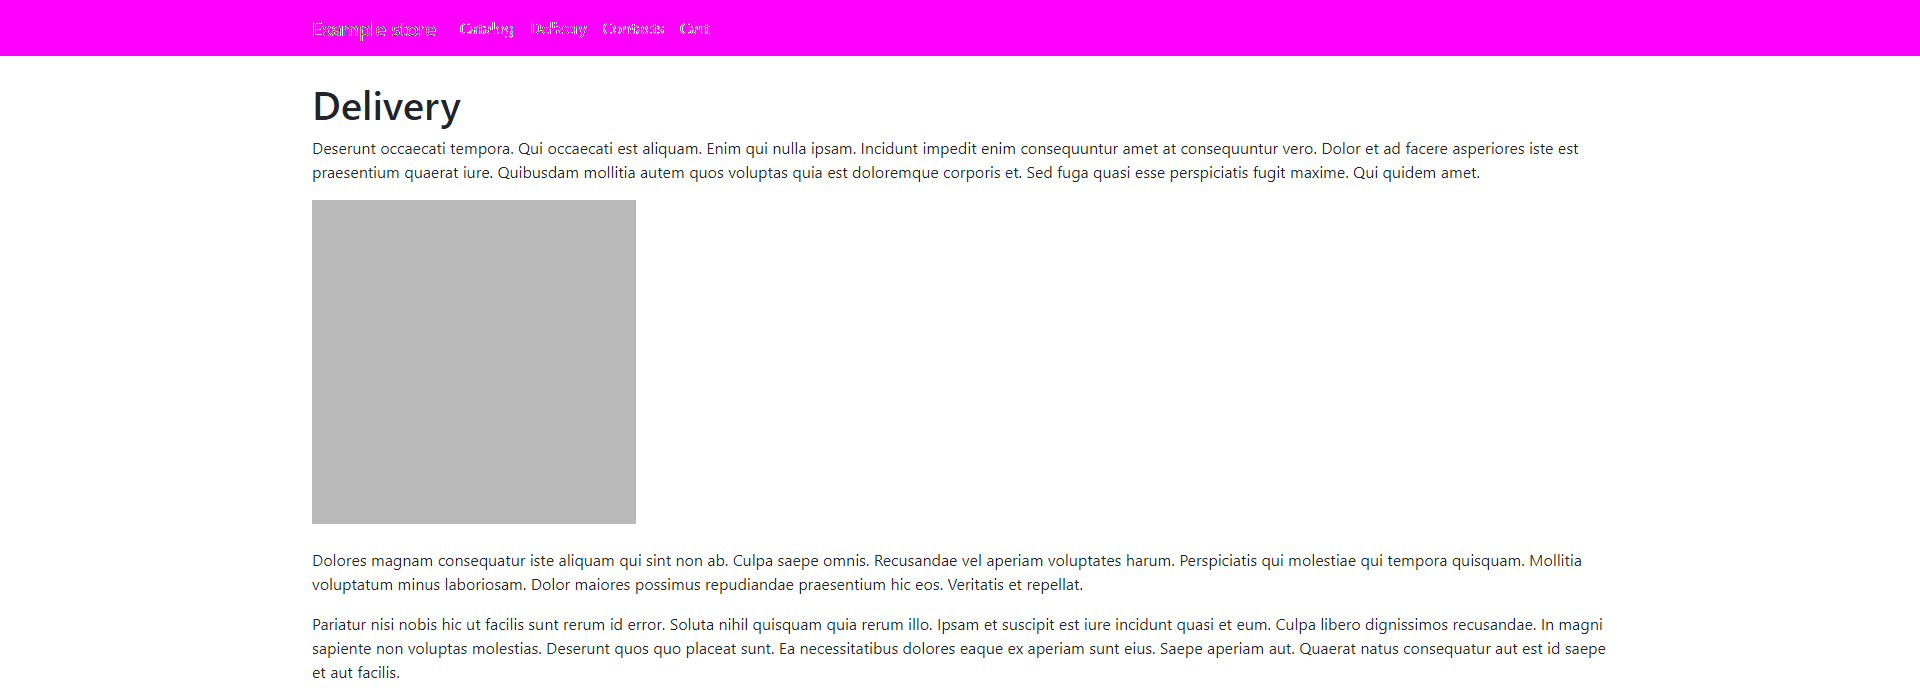 Example store Catalog Delivery Contacts Cart
Delivery
Deserunt occaecati tempora. Qui occaecati est aliquam. Enim qui nulla ipsam. Incidunt impedit enim consequuntur amet at consequuntur vero. Dolor et ad facere asperiores iste est
praesentium quaerat iure. Quibusdam mollitia autem quos voluptas quia est doloremque corporis et. Sed fuga quasi esse perspiciatis fugit maxime. Qui quidem amet.
Dolores magnam consequatur iste aliquam qui sint non ab. Culpa saepe omnis. Recusandae vel aperiam voluptates harum. Perspiciatis qui molestiae qui tempora quisquam. Mollitia
voluptatum minus laboriosam. Dolor maiores possimus repudiandae praesentium hic eos. Veritatis et repellat.
Pariatur nisi nobis hic ut facilis sunt rerum id error. Soluta nihil quisquam quia rerum illo. Ipsam et suscipit est iure incidunt quasi et eum. Culpa libero dignissimos recusandae. In magni
sapiente non voluptas molestias. Deserunt quos quo placeat sunt. Ea necessitatibus dolores eaque ex aperiam sunt eius. Saepe aperiam aut. Quaerat natus consequatur aut est id saepe
et aut facilis.